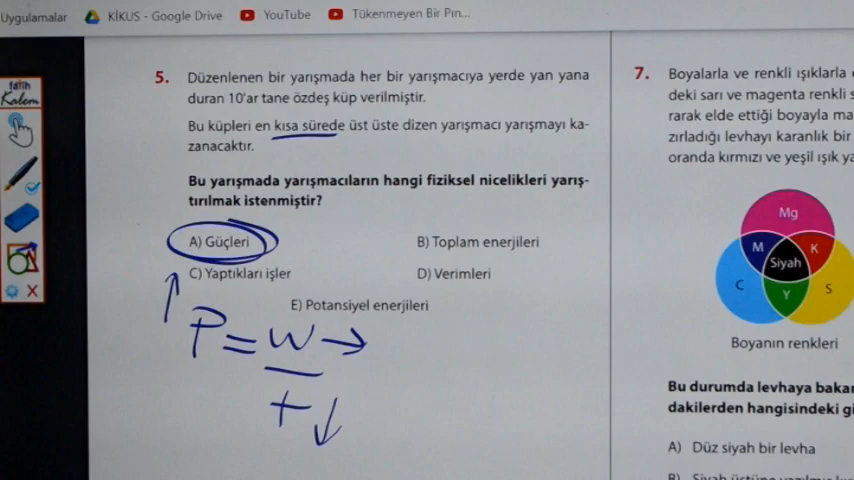 Uygulamalar
KİKUS - Google Drive
YouTube
Tükenmeyen Bir Pın...
fatih
Kalem
5. Düzenlenen bir yarışmada her bir yarışmacıya yerde yan yana
duran 10'ar tane özdeş küp verilmiştir.
Bu küpleri en kısa sürede üst üste dizen yarışmacı yarışmayı ka-
zanacaktır.
Bu yarışmada yarışmacıların hangi fiziksel nicelikleri yarış-
tırılmak istenmiştir?
A) Güçleri
B) Toplam enerjileri
C) Yaptıkları işler
D) Verimleri
E) Potansiyel enerjileri
↑ P = W →
t ↓
7. Boyalarla ve renkli ışıklarla
deki sarı ve magenta renkli
rarak elde ettiği boyayla
zırladığı levhayı karanlık bir
oranda kırmızı ve yeşil ışık
Mg
M
K
Siyah
C
Y
S
Boyanın renkleri
Bu durumda levhaya
dakilerden hangisindeki
A) Düz siyah bir levha